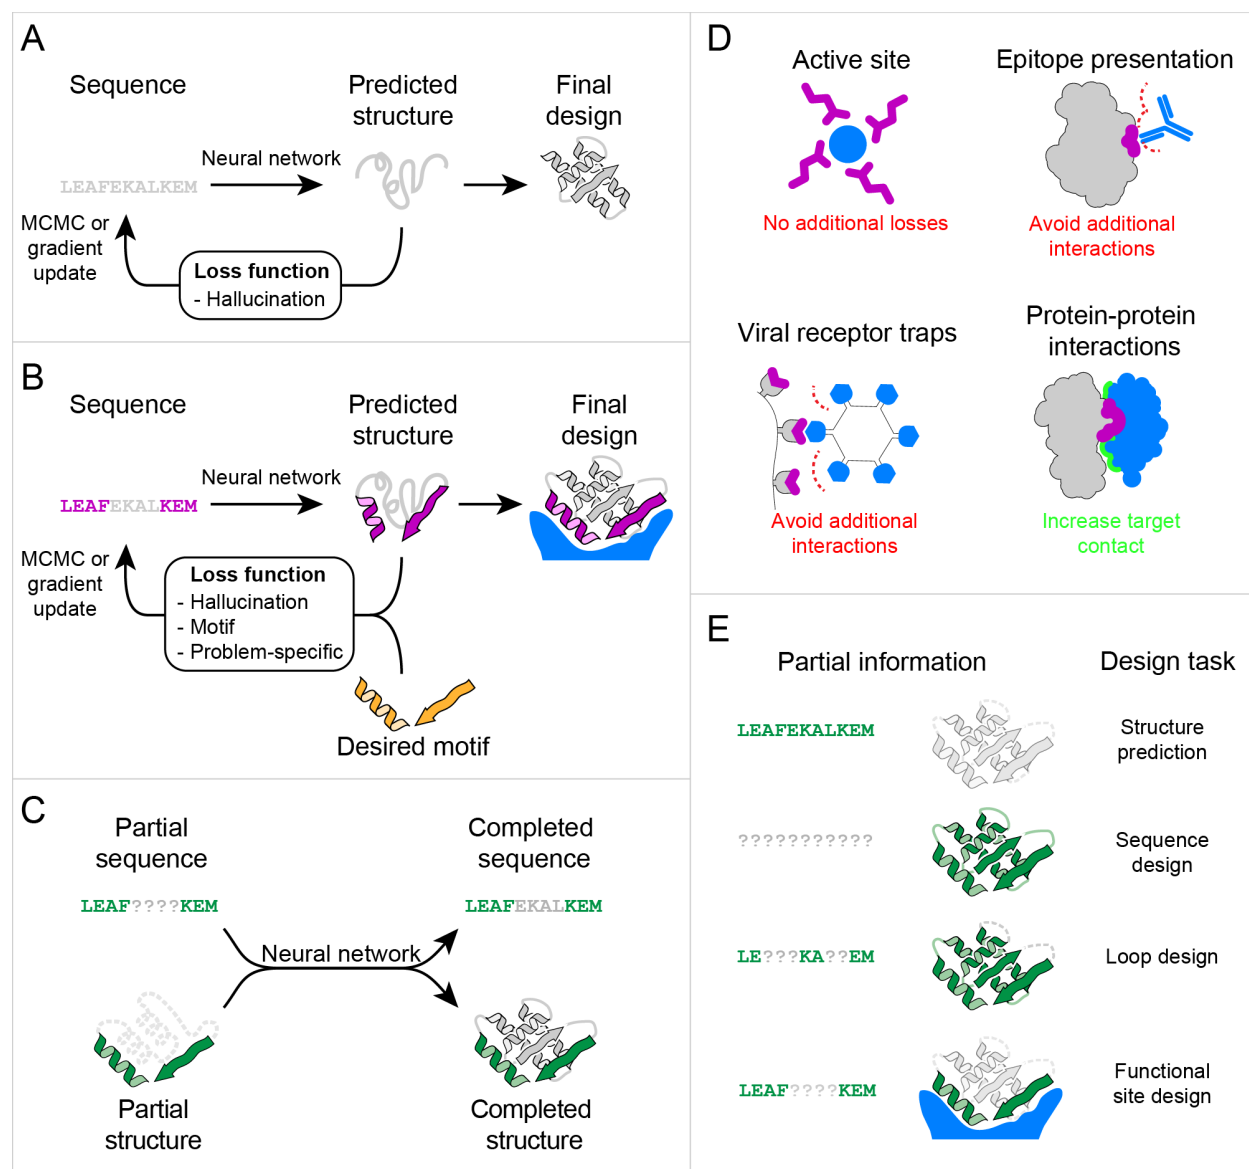 A
Sequence
Predicted
structure
Final
design
Neural network
LEAFEKALKEM
MCMC or
gradient
update
Loss function
- Hallucination
B
Sequence
Predicted
structure
Final
design
Neural network
LEAFEKALKEM
MCMC or
gradient
update
Loss function
- Hallucination
- Motif
- Problem-specific
Desired motif
C
Partial
sequence
Completed
sequence
LEAF????KEM
LEAFEKALKEM
Neural network
Partial
structure
Completed
structure
D
Active site
No additional losses
Epitope presentation
Avoid additional
interactions
Viral receptor traps
Avoid additional
interactions
Protein-protein
interactions
Increase target
contact
E
Partial information
Design task
LEAFEKALKEM
Structure
prediction
???????????
Sequence
design
LE???KA??EM
Loop design
LEAF????KEM
Functional
site design